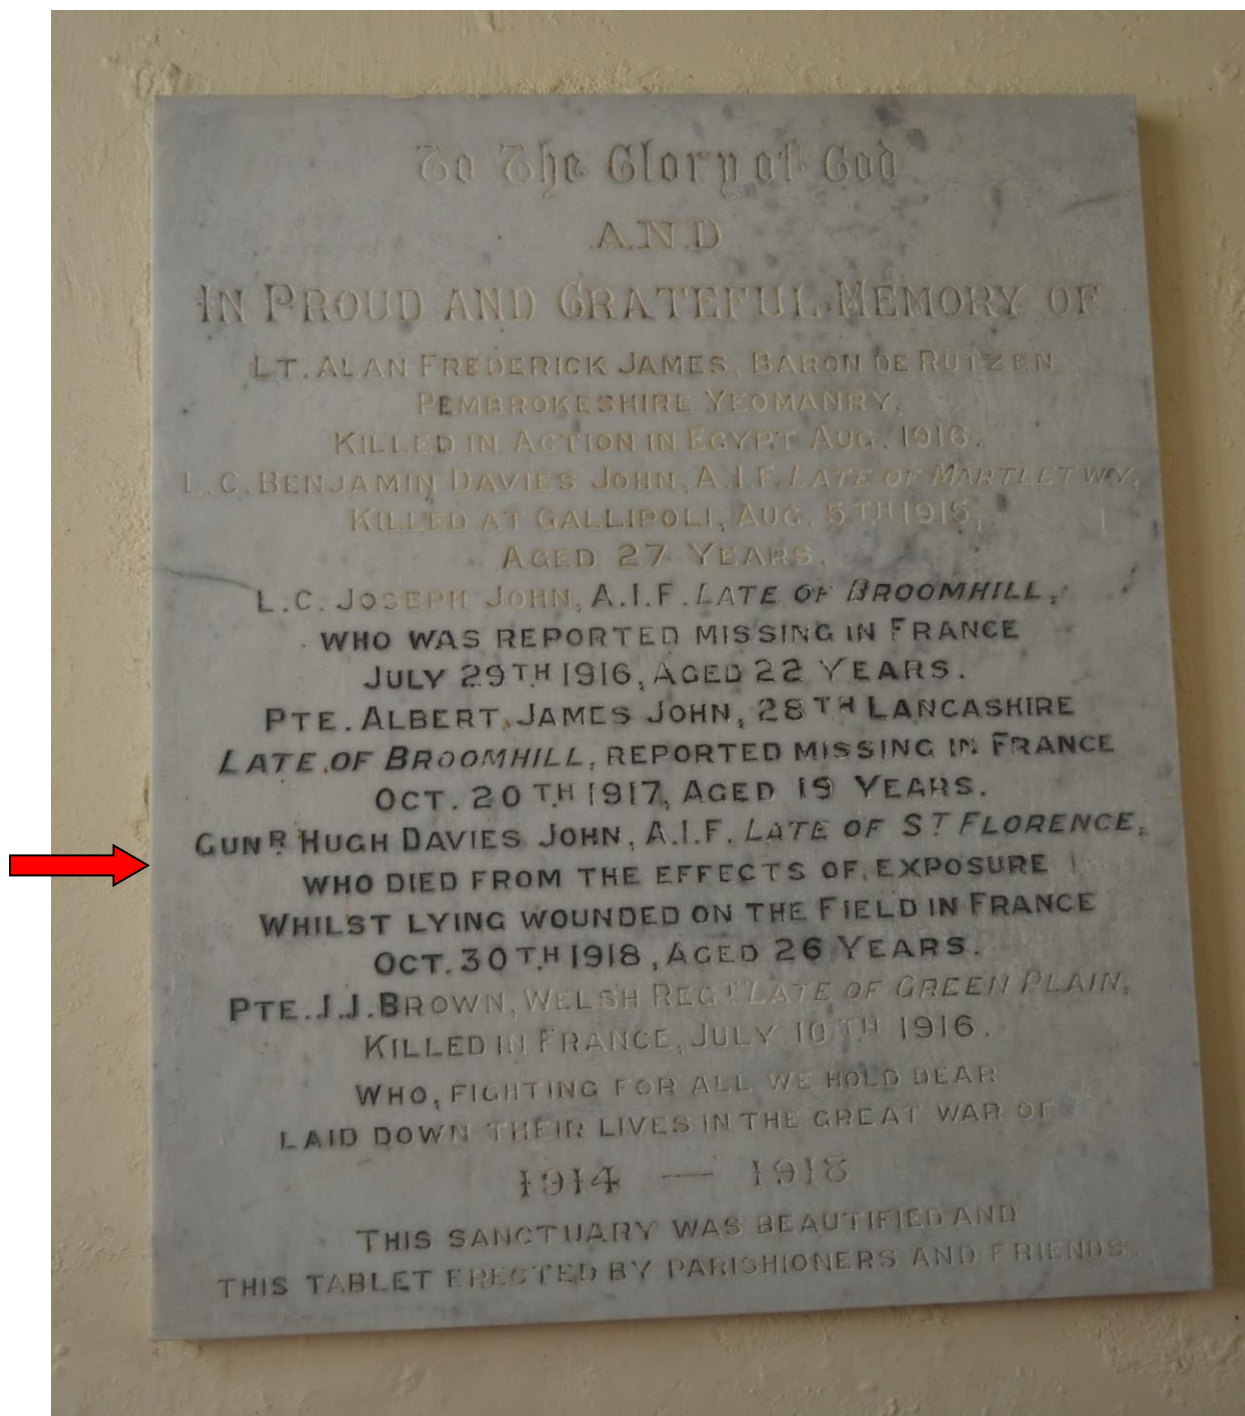 To The Glory of God
AND
IN PROUD AND GRATEFUL MEMORY OF
LT. ALAN FREDERICK JAMES, BARON DE RUTZEN
PEMBROKESHIRE YEOMANRY.
KILLED IN ACTION IN EGYPT AUG. 1916.
L.C. BENJAMIN DAVIES JOHN, A.I.F. LATE OF MARTLETWY,
KILLED AT GALLIPOLI, AUG. 5TH 1915,
AGED 27 YEARS.
L.C. JOSEPH JOHN, A.I.F. LATE OF BROOMHILL,
WHO WAS REPORTED MISSING IN FRANCE
JULY 29TH 1916, AGED 22 YEARS.
PTE. ALBERT JAMES JOHN, 28TH LANCASHIRE
LATE OF BROOMHILL, REPORTED MISSING IN FRANCE
OCT. 20TH 1917, AGED 19 YEARS.
GUNR. HUGH DAVIES JOHN, A.I.F. LATE OF ST FLORENCE,
WHO DIED FROM THE EFFECTS OF EXPOSURE
WHILST LYING WOUNDED ON THE FIELD IN FRANCE
OCT. 30TH 1918, AGED 26 YEARS.
PTE. J.J. BROWN, WELSH REGT. LATE OF GREEN PLAIN,
KILLED IN FRANCE, JULY 10TH 1916.
WHO, FIGHTING FOR ALL WE HOLD DEAR
LAID DOWN THEIR LIVES IN THE GREAT WAR OF
1914 — 1918
THIS SANCTUARY WAS BEAUTIFIED AND
THIS TABLET ERECTED BY PARISHIONERS AND FRIENDS.